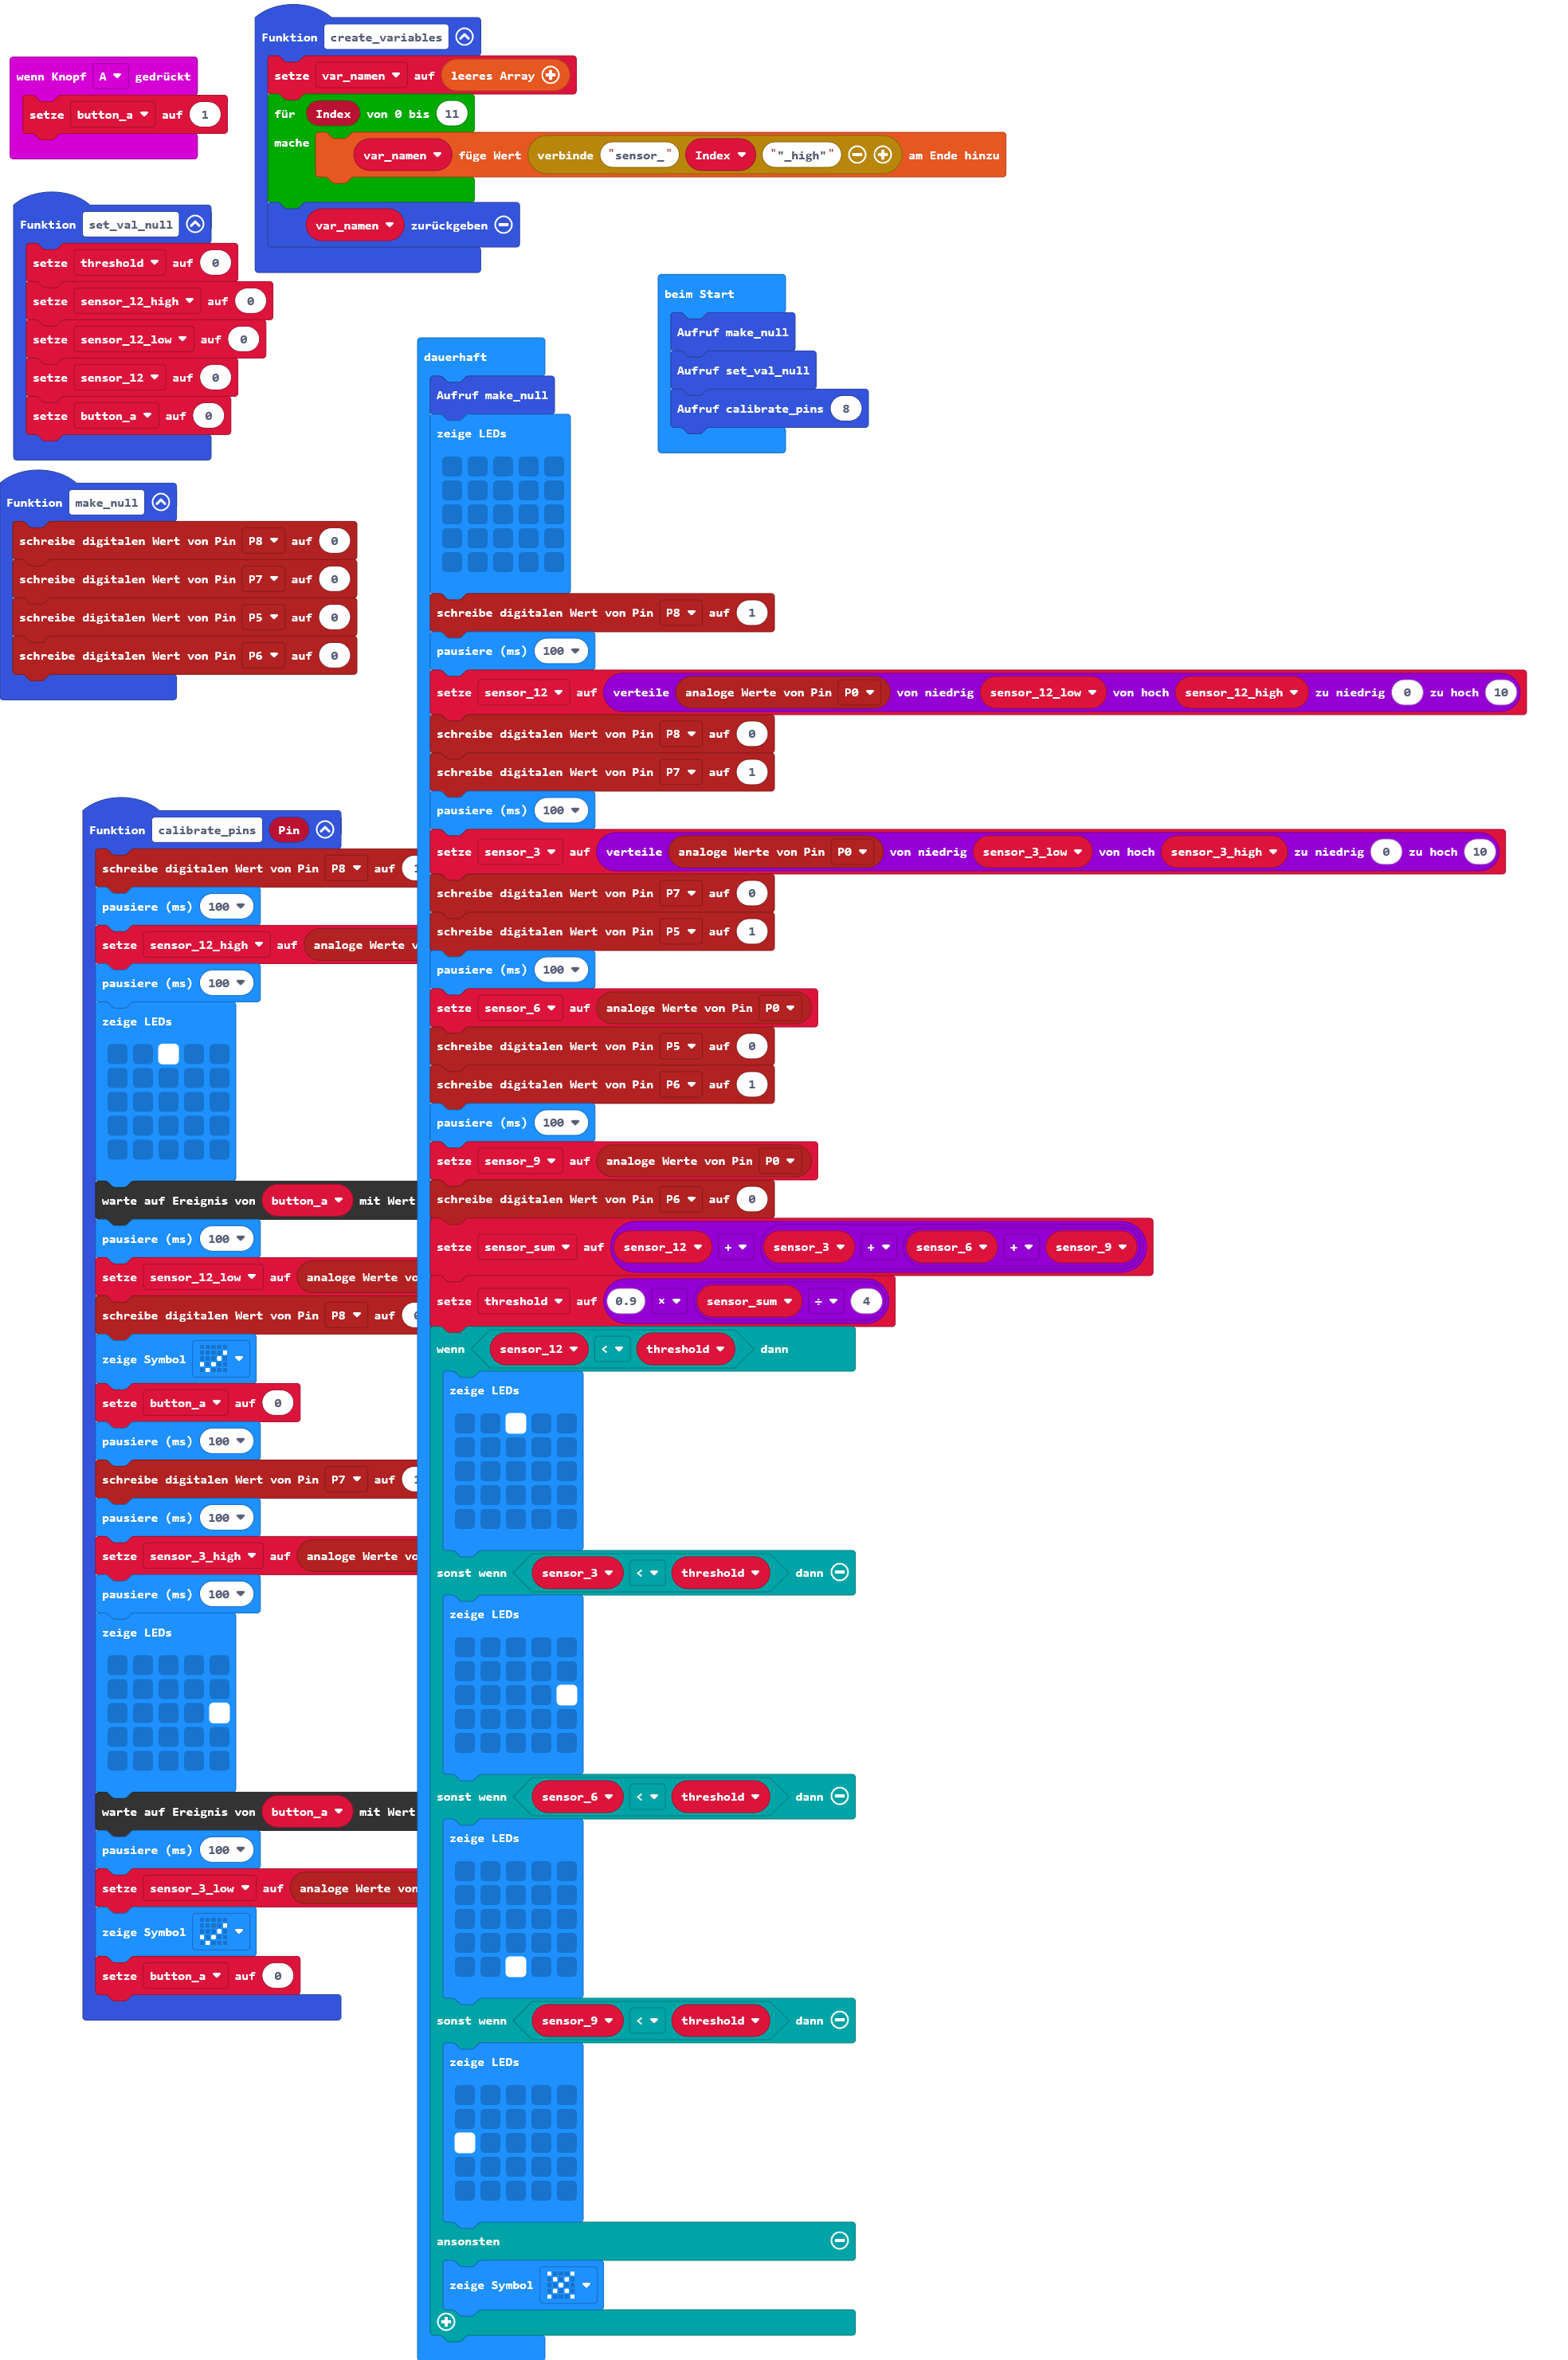 wenn Knopf A gedrückt
setze button_a auf 1
Funktion create_variables
setze var_namen auf leeres Array
für Index von 0 bis 11
mache
var_namen füge Wert verbinde "sensor_" Index ""_high"" am Ende hinzu
var_namen zurückgeben
Funktion set_val_null
setze threshold auf 0
setze sensor_12_high auf 0
setze sensor_12_low auf 0
setze sensor_12 auf 0
setze button_a auf 0
Funktion make_null
schreibe digitalen Wert von Pin P8 auf 0
schreibe digitalen Wert von Pin P7 auf 0
schreibe digitalen Wert von Pin P5 auf 0
schreibe digitalen Wert von Pin P6 auf 0
beim Start
Aufruf make_null
Aufruf set_val_null
Aufruf calibrate_pins 8
Funktion calibrate_pins Pin
schreibe digitalen Wert von Pin P8 auf
pausiere (ms) 100
setze sensor_12_high auf analoge Werte
pausiere (ms) 100
zeige LEDs
warte auf Ereignis von button_a mit Wert
pausiere (ms) 100
setze sensor_12_low auf analoge Werte
schreibe digitalen Wert von Pin P8 auf
zeige Symbol
setze button_a auf 0
pausiere (ms) 100
schreibe digitalen Wert von Pin P7 auf
pausiere (ms) 100
setze sensor_3_high auf analoge Werte
pausiere (ms) 100
zeige LEDs
warte auf Ereignis von button_a mit Wert
pausiere (ms) 100
setze sensor_3_low auf analoge Werte von
zeige Symbol
setze button_a auf 0
dauerhaft
Aufruf make_null
zeige LEDs
schreibe digitalen Wert von Pin P8 auf 1
pausiere (ms) 100
setze sensor_12 auf verteile analoge Werte von Pin P0 von niedrig sensor_12_low von hoch sensor_12_high zu niedrig 0 zu hoch 10
schreibe digitalen Wert von Pin P8 auf 0
schreibe digitalen Wert von Pin P7 auf 1
pausiere (ms) 100
setze sensor_3 auf verteile analoge Werte von Pin P0 von niedrig sensor_3_low von hoch sensor_3_high zu niedrig 0 zu hoch 10
schreibe digitalen Wert von Pin P7 auf 0
schreibe digitalen Wert von Pin P5 auf 1
pausiere (ms) 100
setze sensor_6 auf analoge Werte von Pin P0
schreibe digitalen Wert von Pin P5 auf 0
schreibe digitalen Wert von Pin P6 auf 1
pausiere (ms) 100
setze sensor_9 auf analoge Werte von Pin P0
schreibe digitalen Wert von Pin P6 auf 0
setze sensor_sum auf sensor_12 + sensor_3 + sensor_6 + sensor_9
setze threshold auf 0.9 × sensor_sum ÷ 4
wenn sensor_12 < threshold dann
zeige LEDs
sonst wenn sensor_3 < threshold dann
zeige LEDs
sonst wenn sensor_6 < threshold dann
zeige LEDs
sonst wenn sensor_9 < threshold dann
zeige LEDs
ansonsten
zeige Symbol